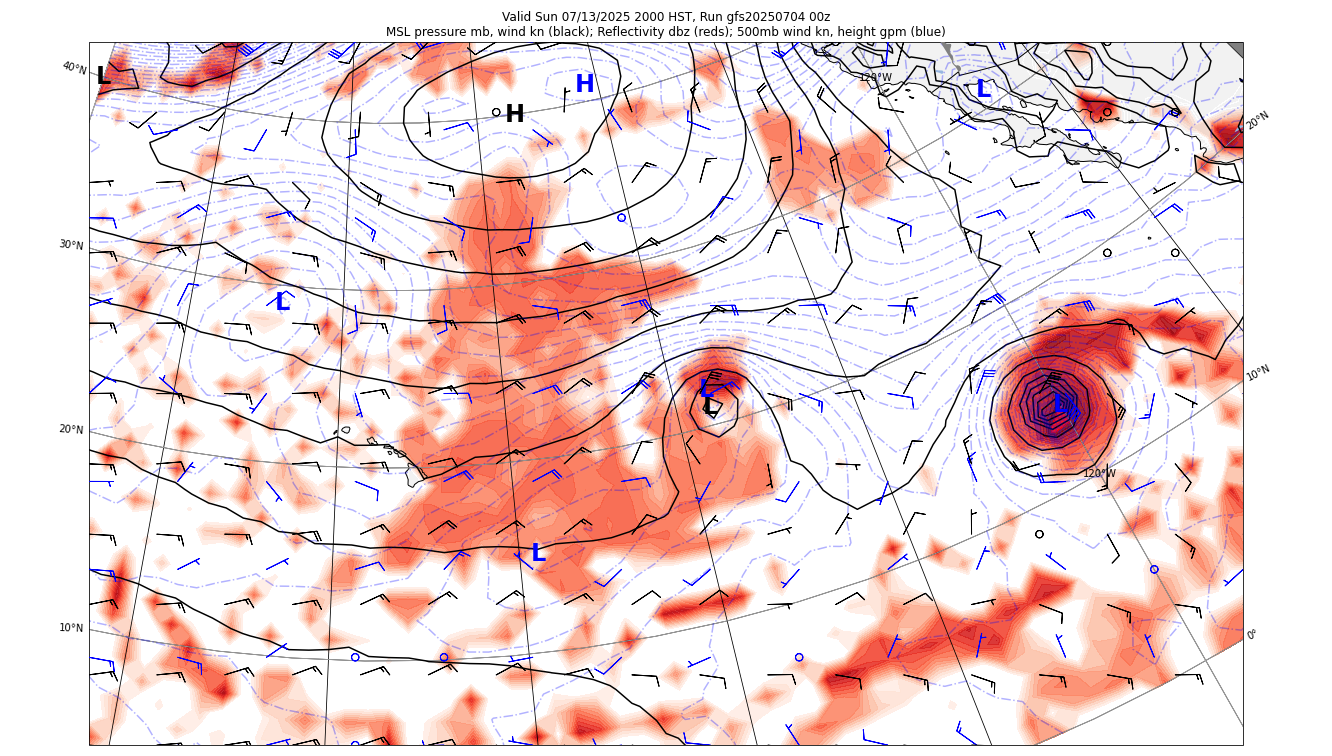 Valid Sun 07/13/2025 2000 HST, Run gfs20250704 00z
MSL pressure mb, wind kn (black); Reflectivity dbz (reds); 500mb wind kn, height gpm (blue)
40°N
L
H
H
120°W
L
20°N
30°N
L
L
L
L
10°N
20°N
120°W
L
10°N
0°